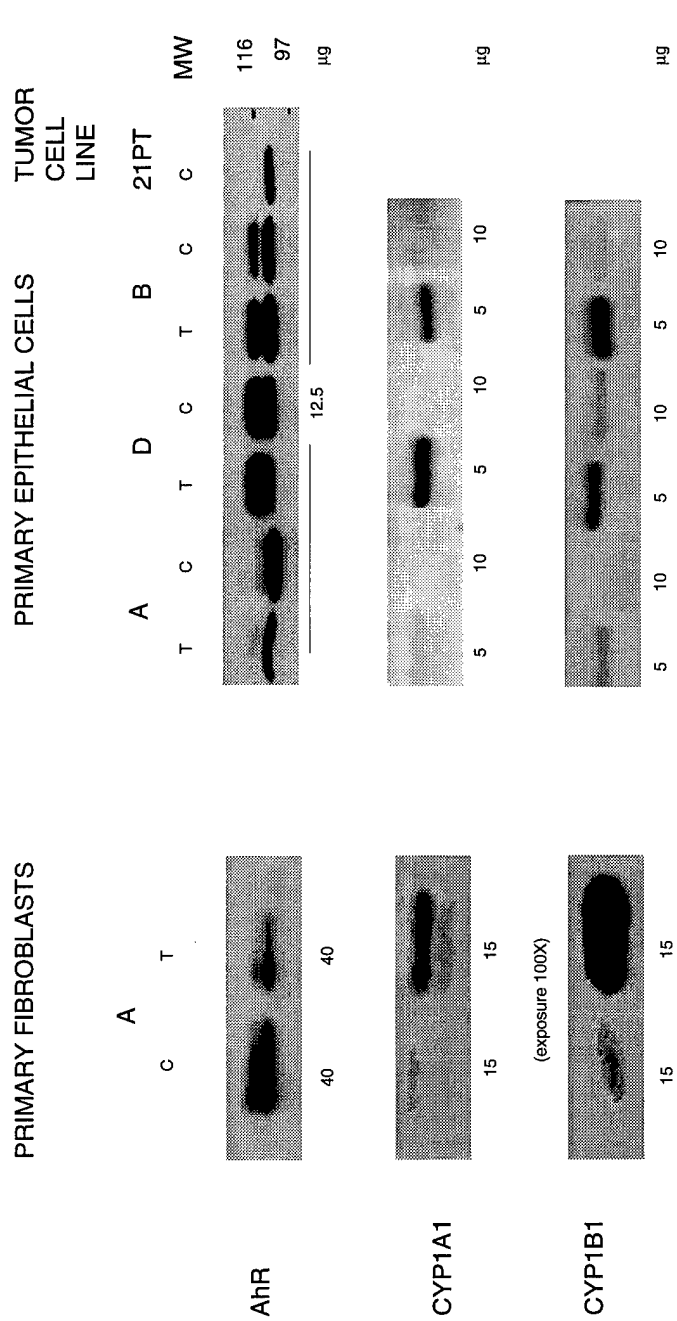 PRIMARY FIBROBLASTS
PRIMARY EPITHELIAL CELLS
TUMOR
CELL
LINE
A
A
D
B
21PT
C
T
T
C
T
C
T
C
C
MW
AhR
116
97
40
40
12.5
µg
CYP1A1
15
15
5
10
5
10
5
10
µg
(exposure 100X)
CYP1B1
15
15
5
10
5
10
5
10
µg